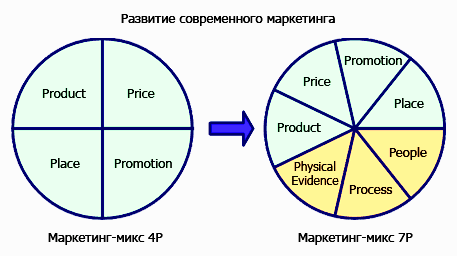 Развитие современного маркетинга
Product
Price
Place
Promotion
Маркетинг-микс 4P
Promotion
Price
Place
Product
People
Physical
Evidence
Process
Маркетинг-микс 7P